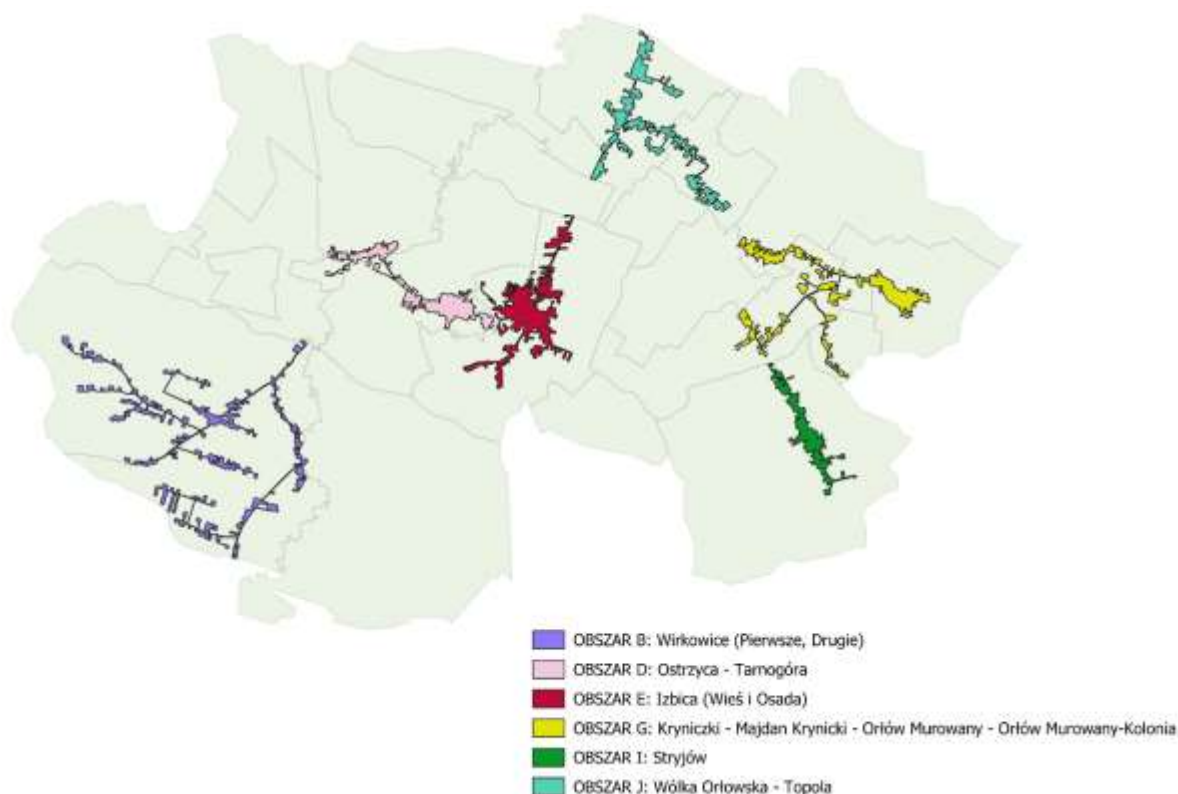 OBSZAR B: Wirkowice (Pierwsze, Drugie)
OBSZAR D: Ostrzyca - Tarnogóra
OBSZAR E: Izbica (Wieś i Osada)
OBSZAR G: Kryniczki - Majdan Krynicki - Orłów Murowany - Orłów Murowany-Kolonia
OBSZAR I: Stryjów
OBSZAR J: Wólka Orłowska - Topola